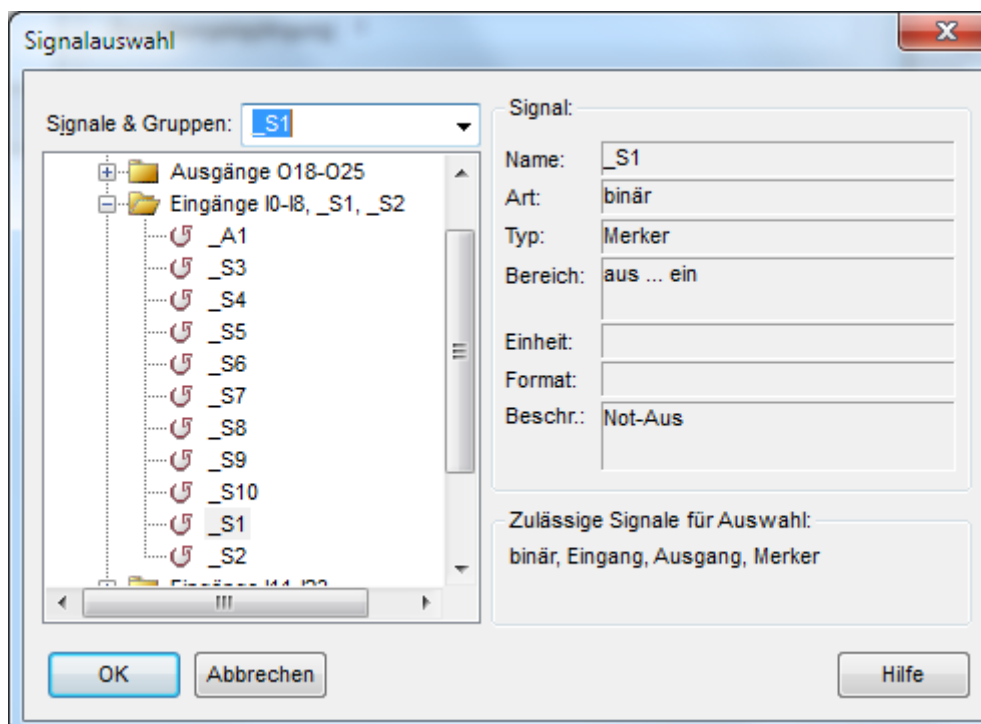 Signalauswahl
Signale & Gruppen: _S1
Ausgänge O18-O25
Eingänge I0-I8, _S1, _S2
_A1
_S3
_S4
_S5
_S6
_S7
_S8
_S9
_S10
_S1
_S2
Signal:
Name: _S1
Art: binär
Typ: Merker
Bereich: aus ... ein
Einheit:
Format:
Beschr.: Not-Aus
Zulässige Signale für Auswahl:
binär, Eingang, Ausgang, Merker
OK
Abbrechen
Hilfe